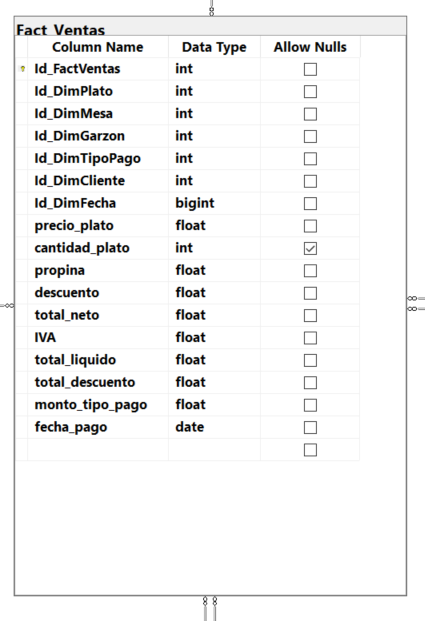 Fact_Ventas
Column Name Data Type Allow Nulls
Id_FactVentas int
Id_DimPlato int
Id_DimMesa int
Id_DimGarzon int
Id_DimTipoPago int
Id_DimCliente int
Id_DimFecha bigint
precio_plato float
cantidad_plato int
propina float
descuento float
total_neto float
IVA float
total_liquido float
total_descuento float
monto_tipo_pago float
fecha_pago date